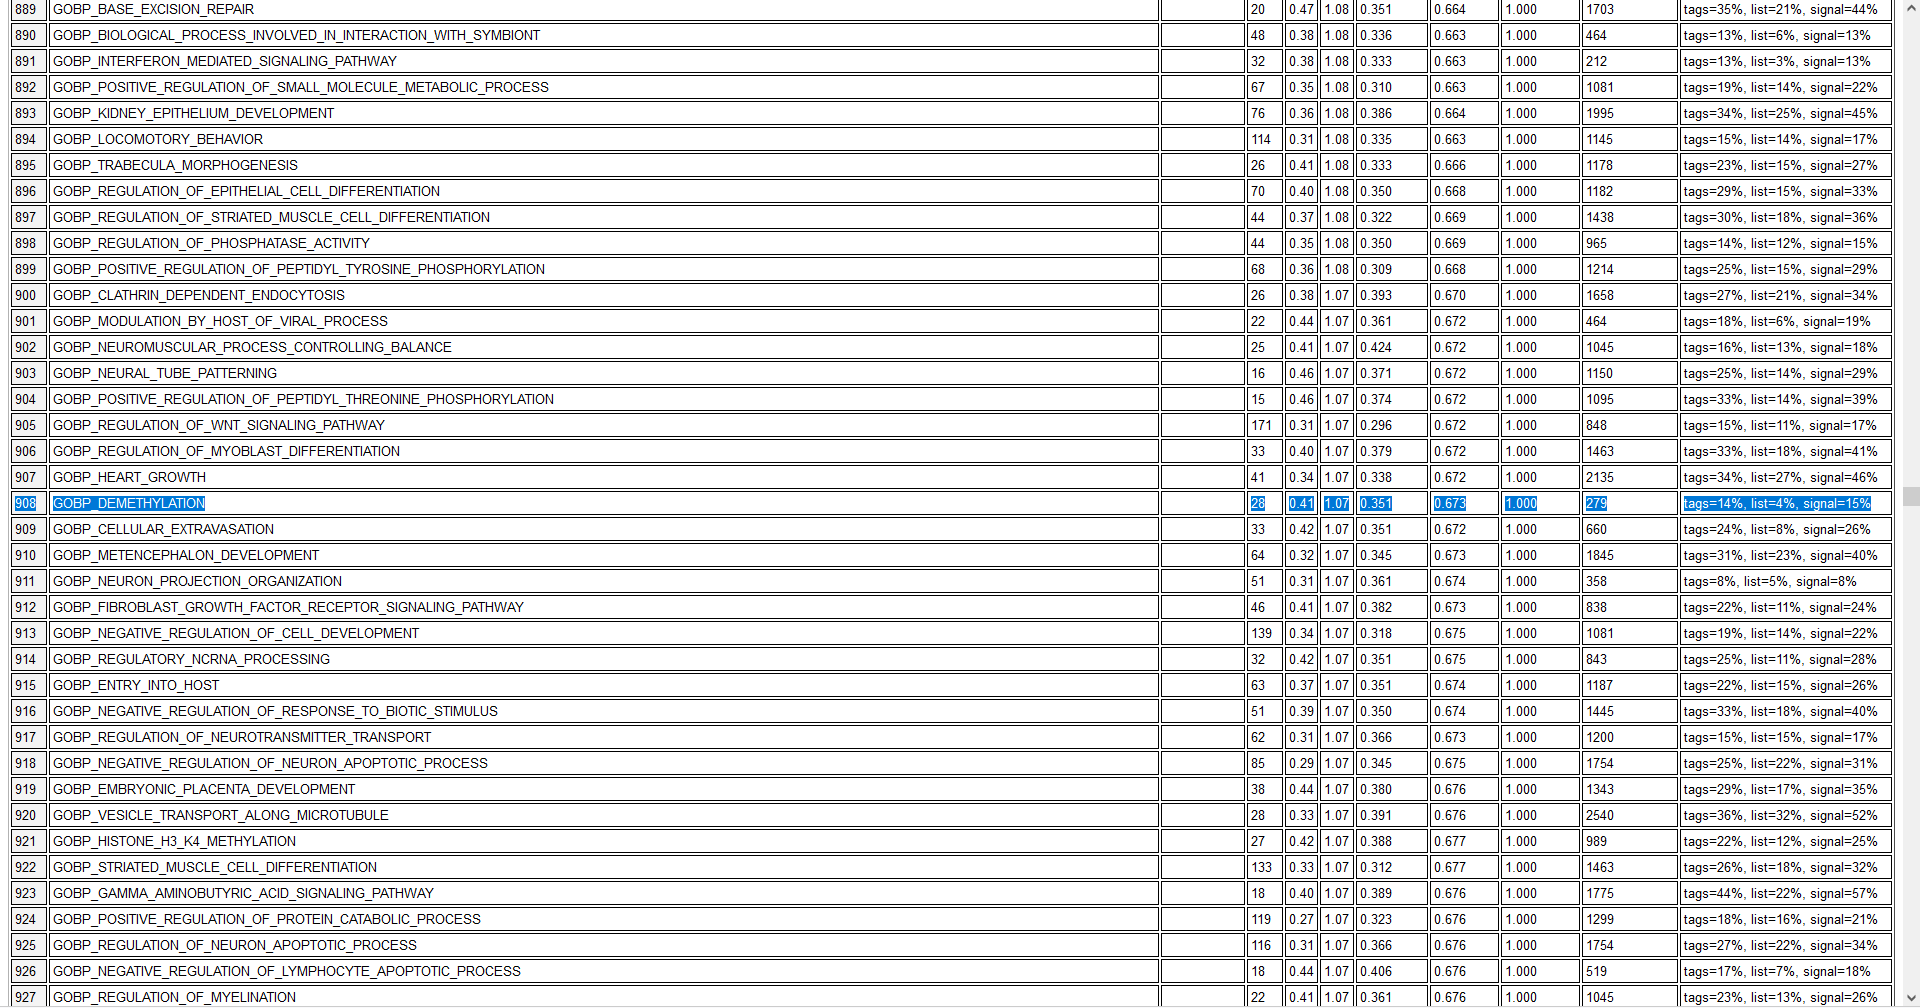 889 GOBP_BASE_EXCISION_REPAIR 20 0.47 1.08 0.351 0.664 1.000 1703 tags=35%, list=21%, signal=44%
890 GOBP_BIOLOGICAL_PROCESS_INVOLVED_IN_INTERACTION_WITH_SYMBIONT 48 0.38 1.08 0.336 0.663 1.000 464 tags=13%, list=6%, signal=13%
891 GOBP_INTERFERON_MEDIATED_SIGNALING_PATHWAY 32 0.38 1.08 0.333 0.663 1.000 212 tags=13%, list=3%, signal=13%
892 GOBP_POSITIVE_REGULATION_OF_SMALL_MOLECULE_METABOLIC_PROCESS 67 0.35 1.08 0.310 0.663 1.000 1081 tags=19%, list=14%, signal=22%
893 GOBP_KIDNEY_EPITHELIUM_DEVELOPMENT 76 0.36 1.08 0.386 0.664 1.000 1995 tags=34%, list=25%, signal=45%
894 GOBP_LOCOMOTORY_BEHAVIOR 114 0.31 1.08 0.335 0.663 1.000 1145 tags=15%, list=14%, signal=17%
895 GOBP_TRABECULA_MORPHOGENESIS 26 0.41 1.08 0.333 0.666 1.000 1178 tags=23%, list=15%, signal=27%
896 GOBP_REGULATION_OF_EPITHELIAL_CELL_DIFFERENTIATION 70 0.40 1.08 0.350 0.668 1.000 1182 tags=29%, list=15%, signal=33%
897 GOBP_REGULATION_OF_STRIATED_MUSCLE_CELL_DIFFERENTIATION 44 0.37 1.08 0.322 0.669 1.000 1438 tags=30%, list=18%, signal=36%
898 GOBP_REGULATION_OF_PHOSPHATASE_ACTIVITY 44 0.35 1.08 0.350 0.669 1.000 965 tags=14%, list=12%, signal=15%
899 GOBP_POSITIVE_REGULATION_OF_PEPTIDYL_TYROSINE_PHOSPHORYLATION 68 0.36 1.08 0.309 0.668 1.000 1214 tags=25%, list=15%, signal=29%
900 GOBP_CLATHRIN_DEPENDENT_ENDOCYTOSIS 26 0.38 1.07 0.393 0.670 1.000 1658 tags=27%, list=21%, signal=34%
901 GOBP_MODULATION_BY_HOST_OF_VIRAL_PROCESS 22 0.44 1.07 0.361 0.672 1.000 464 tags=18%, list=6%, signal=19%
902 GOBP_NEUROMUSCULAR_PROCESS_CONTROLLING_BALANCE 25 0.41 1.07 0.424 0.672 1.000 1045 tags=16%, list=13%, signal=18%
903 GOBP_NEURAL_TUBE_PATTERNING 16 0.46 1.07 0.371 0.672 1.000 1150 tags=25%, list=14%, signal=29%
904 GOBP_POSITIVE_REGULATION_OF_PEPTIDYL_THREONINE_PHOSPHORYLATION 15 0.46 1.07 0.374 0.672 1.000 1095 tags=33%, list=14%, signal=39%
905 GOBP_REGULATION_OF_WNT_SIGNALING_PATHWAY 171 0.31 1.07 0.296 0.672 1.000 848 tags=15%, list=11%, signal=17%
906 GOBP_REGULATION_OF_MYOBLAST_DIFFERENTIATION 33 0.40 1.07 0.379 0.672 1.000 1463 tags=33%, list=18%, signal=41%
907 GOBP_HEART_GROWTH 41 0.34 1.07 0.338 0.672 1.000 2135 tags=34%, list=27%, signal=46%
908 GOBP_DEMETHYLATION 28 0.41 1.07 0.351 0.673 1.000 279 tags=14%, list=4%, signal=15%
909 GOBP_CELLULAR_EXTRAVASATION 33 0.42 1.07 0.351 0.672 1.000 660 tags=24%, list=8%, signal=26%
910 GOBP_METENCEPHALON_DEVELOPMENT 64 0.32 1.07 0.345 0.673 1.000 1845 tags=31%, list=23%, signal=40%
911 GOBP_NEURON_PROJECTION_ORGANIZATION 51 0.31 1.07 0.361 0.674 1.000 358 tags=8%, list=5%, signal=8%
912 GOBP_FIBROBLAST_GROWTH_FACTOR_RECEPTOR_SIGNALING_PATHWAY 46 0.41 1.07 0.382 0.673 1.000 838 tags=22%, list=11%, signal=24%
913 GOBP_NEGATIVE_REGULATION_OF_CELL_DEVELOPMENT 139 0.34 1.07 0.318 0.675 1.000 1081 tags=19%, list=14%, signal=22%
914 GOBP_REGULATORY_NCRNA_PROCESSING 32 0.42 1.07 0.351 0.675 1.000 843 tags=25%, list=11%, signal=28%
915 GOBP_ENTRY_INTO_HOST 63 0.37 1.07 0.351 0.674 1.000 1187 tags=22%, list=15%, signal=26%
916 GOBP_NEGATIVE_REGULATION_OF_RESPONSE_TO_BIOTIC_STIMULUS 51 0.39 1.07 0.350 0.674 1.000 1445 tags=33%, list=18%, signal=40%
917 GOBP_REGULATION_OF_NEUROTRANSMITTER_TRANSPORT 62 0.31 1.07 0.366 0.673 1.000 1200 tags=15%, list=15%, signal=17%
918 GOBP_NEGATIVE_REGULATION_OF_NEURON_APOPTOTIC_PROCESS 85 0.29 1.07 0.345 0.675 1.000 1754 tags=25%, list=22%, signal=31%
919 GOBP_EMBRYONIC_PLACENTA_DEVELOPMENT 38 0.44 1.07 0.380 0.676 1.000 1343 tags=29%, list=17%, signal=35%
920 GOBP_VESICLE_TRANSPORT_ALONG_MICROTUBULE 28 0.33 1.07 0.391 0.676 1.000 2540 tags=36%, list=32%, signal=52%
921 GOBP_HISTONE_H3_K4_METHYLATION 27 0.42 1.07 0.388 0.677 1.000 989 tags=22%, list=12%, signal=25%
922 GOBP_STRIATED_MUSCLE_CELL_DIFFERENTIATION 133 0.33 1.07 0.312 0.677 1.000 1463 tags=26%, list=18%, signal=32%
923 GOBP_GAMMA_AMINOBUTYRIC_ACID_SIGNALING_PATHWAY 18 0.40 1.07 0.389 0.676 1.000 1775 tags=44%, list=22%, signal=57%
924 GOBP_POSITIVE_REGULATION_OF_PROTEIN_CATABOLIC_PROCESS 119 0.27 1.07 0.323 0.676 1.000 1299 tags=18%, list=16%, signal=21%
925 GOBP_REGULATION_OF_NEURON_APOPTOTIC_PROCESS 116 0.31 1.07 0.366 0.676 1.000 1754 tags=27%, list=22%, signal=34%
926 GOBP_NEGATIVE_REGULATION_OF_LYMPHOCYTE_APOPTOTIC_PROCESS 18 0.44 1.07 0.406 0.676 1.000 519 tags=17%, list=7%, signal=18%
927 GOBP_REGULATION_OF_MYELINATION 22 0.41 1.07 0.361 0.676 1.000 1045 tags=23%, list=13%, signal=26%